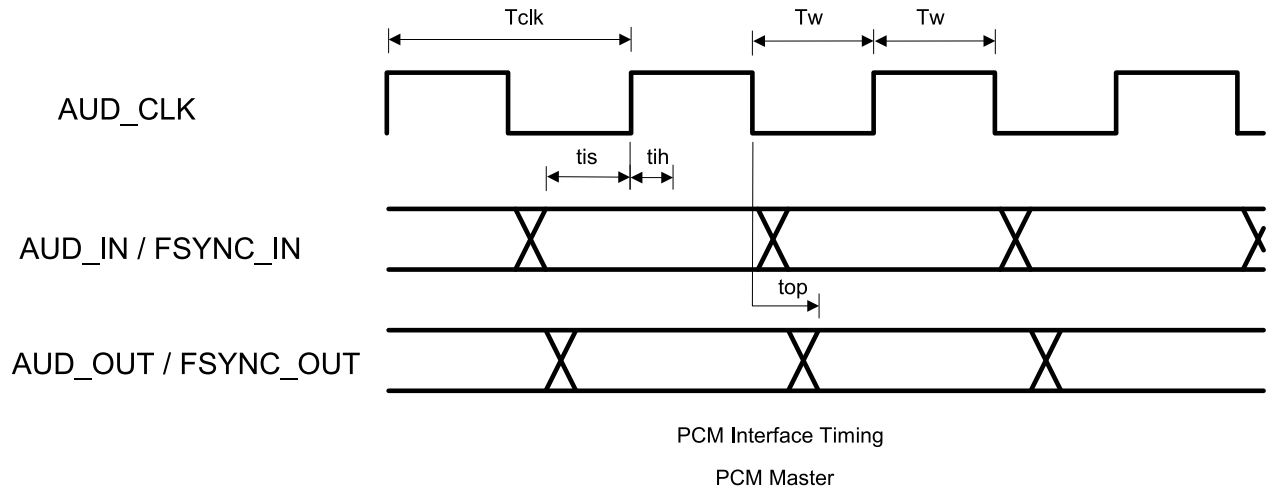 Tclk Tw Tw
AUD_CLK
tis tih
AUD_IN / FSYNC_IN
top
AUD_OUT / FSYNC_OUT
PCM Interface Timing
PCM Master